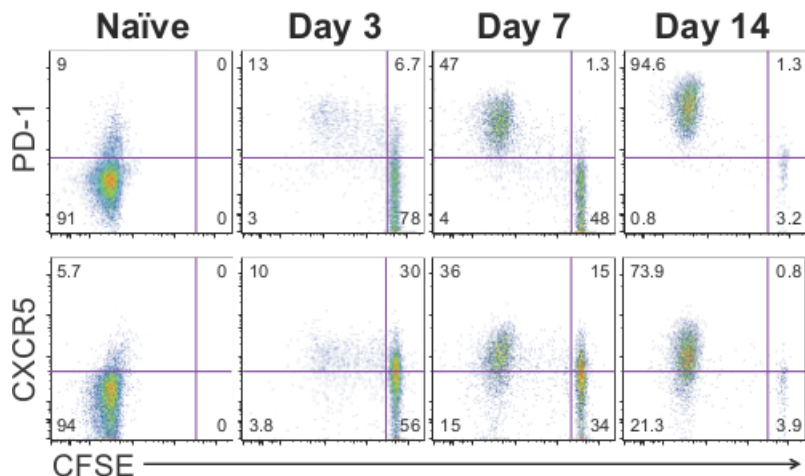 Naïve Day 3 Day 7 Day 14
PD-1
9 0 13 6.7 47 1.3 94.6 1.3
91 0 3 78 4 48 0.8 3.2
CXCR5
5.7 0 10 30 36 15 73.9 0.8
94 0 3.8 56 15 34 21.3 3.9
CFSE